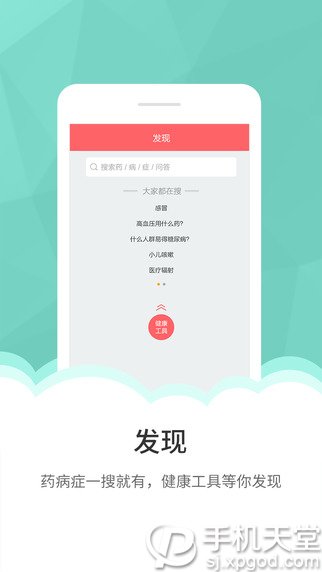 发现
搜索药 / 病 / 症 / 问答
大家都在搜
感冒
高血压用什么药?
什么人群易得糖尿病?
小儿咳嗽
医疗辐射
健康
工具
发现
药病症一搜就有，健康工具等你发现
手机天堂
sj.xpgod.com